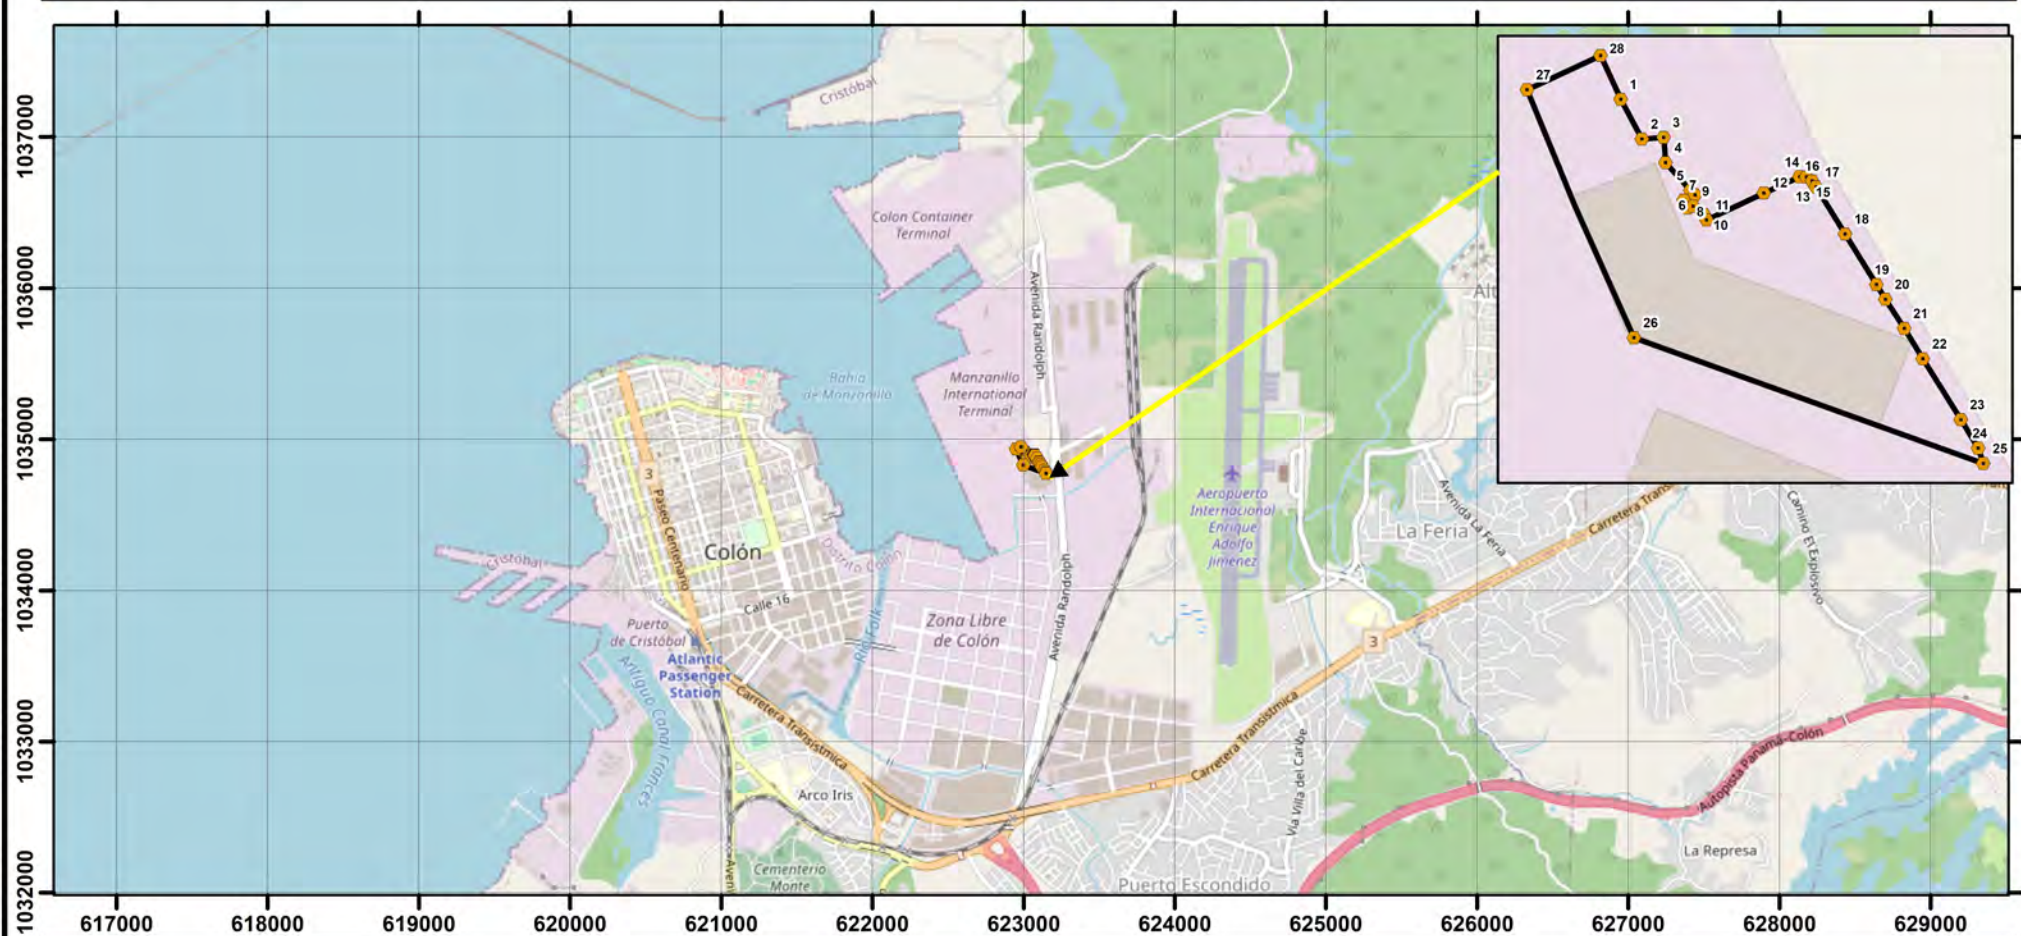 28
27
1
2
3
4
5
14
16
17
7
9
12
13
15
6
8
11
10
18
19
20
21
26
22
23
24
25
1037000
1036000
1035000
1034000
1033000
1032000
Cristóbal
Colon Container
Terminal
Avenida Randolph
Bahía
de Manzanillo
Manzanillo
International
Terminal
3
Paseo Centenario
Colón
Calle 16
Distrito Colón
Cristóbal
Puerto
de Cristóbal
Atlantic
Passenger
Station
Río Folk
Zona Libre
de Colón
Avenida Randolph
Aeropuerto
Internacional
Enrique
Adolfo
Jiménez
La Feria
Avenida La Feria
Carretera Transístmica
3
Camino El Explosivo
Antiguo Canal Francés
Carretera Transístmica
Carretera Transístmica
Vía Villa del Caribe
Autopista Panamá-Colón
Arco Iris
Cementerio
Monte
Puerto Escondido
La Represa
617000
618000
619000
620000
621000
622000
623000
624000
625000
626000
627000
628000
629000